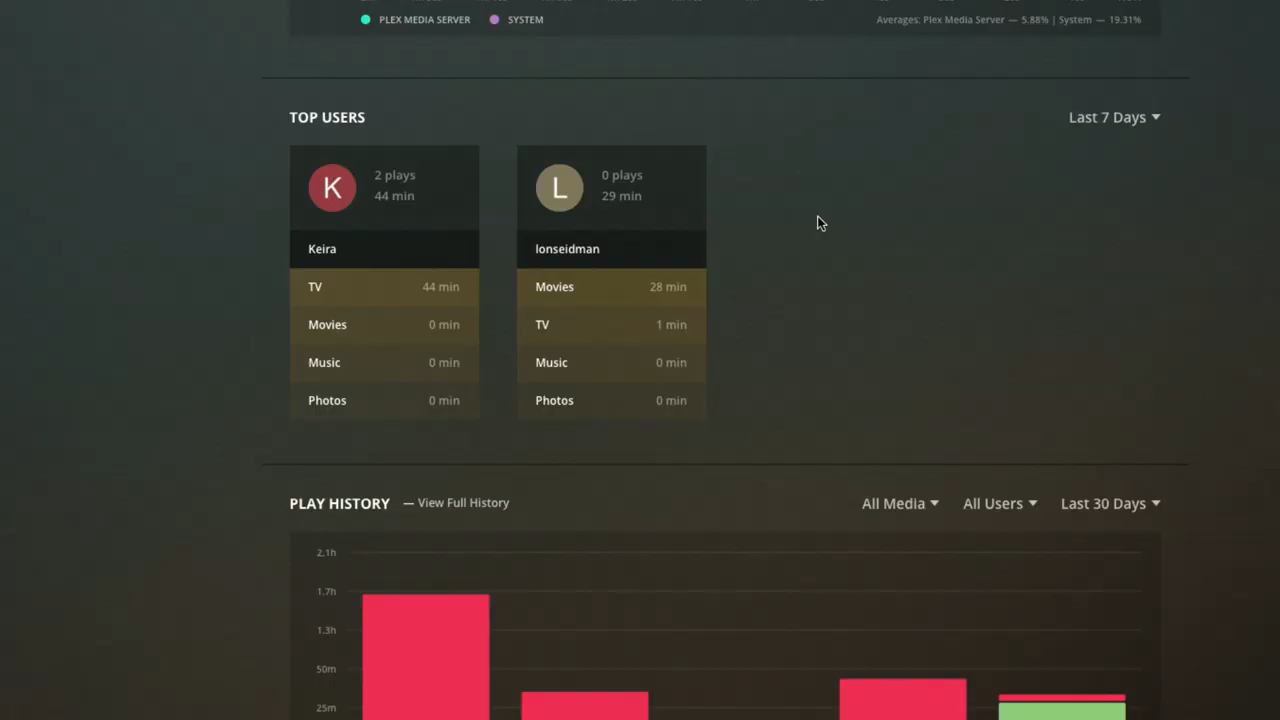 PLEX MEDIA SERVER SYSTEM Averages: Plex Media Server — 5.88% | System — 19.31%
TOP USERS Last 7 Days
K 2 plays
44 min
L 0 plays
29 min
Keira
lonseidman
TV 44 min
Movies 0 min
Music 0 min
Photos 0 min
Movies 28 min
TV 1 min
Music 0 min
Photos 0 min
PLAY HISTORY — View Full History All Media All Users Last 30 Days
2.1h
1.7h
1.3h
50m
25m